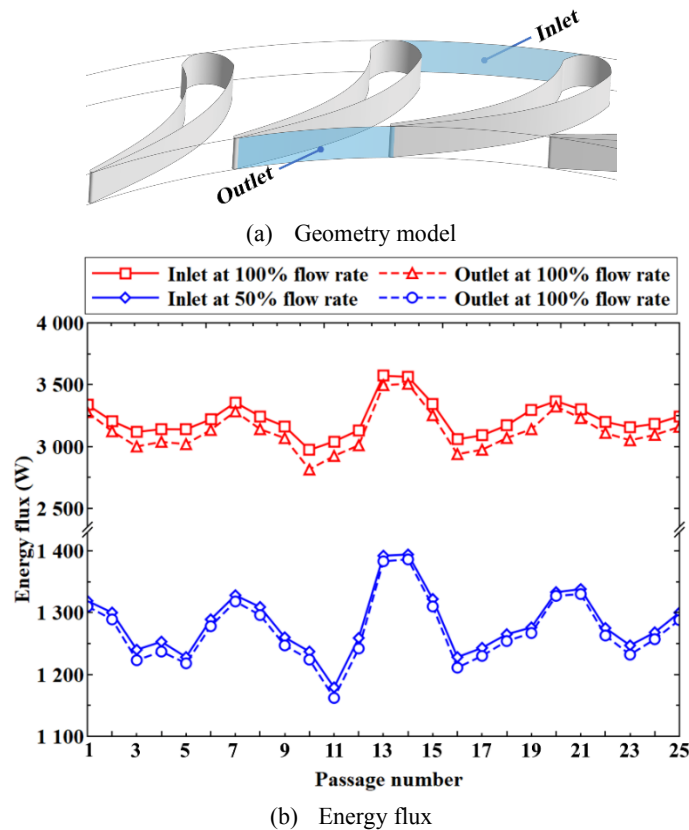 Inlet
Outlet
(a) Geometry model
Inlet at 100% flow rate
Outlet at 100% flow rate
Inlet at 50% flow rate
Outlet at 100% flow rate
4 000
3 500
3 000
2 500
1 400
1 300
1 200
1 100
Energy flux (W)
1 3 5 7 9 11 13 15 17 19 21 23 25
Passage number
(b) Energy flux